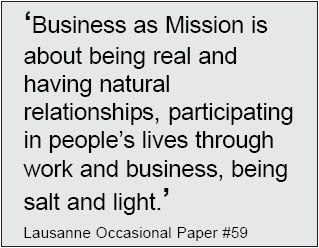 ‘Business as Mission is
about being real and
having natural
relationships, participating
in people’s lives through
work and business, being
salt and light.’
Lausanne Occasional Paper #59